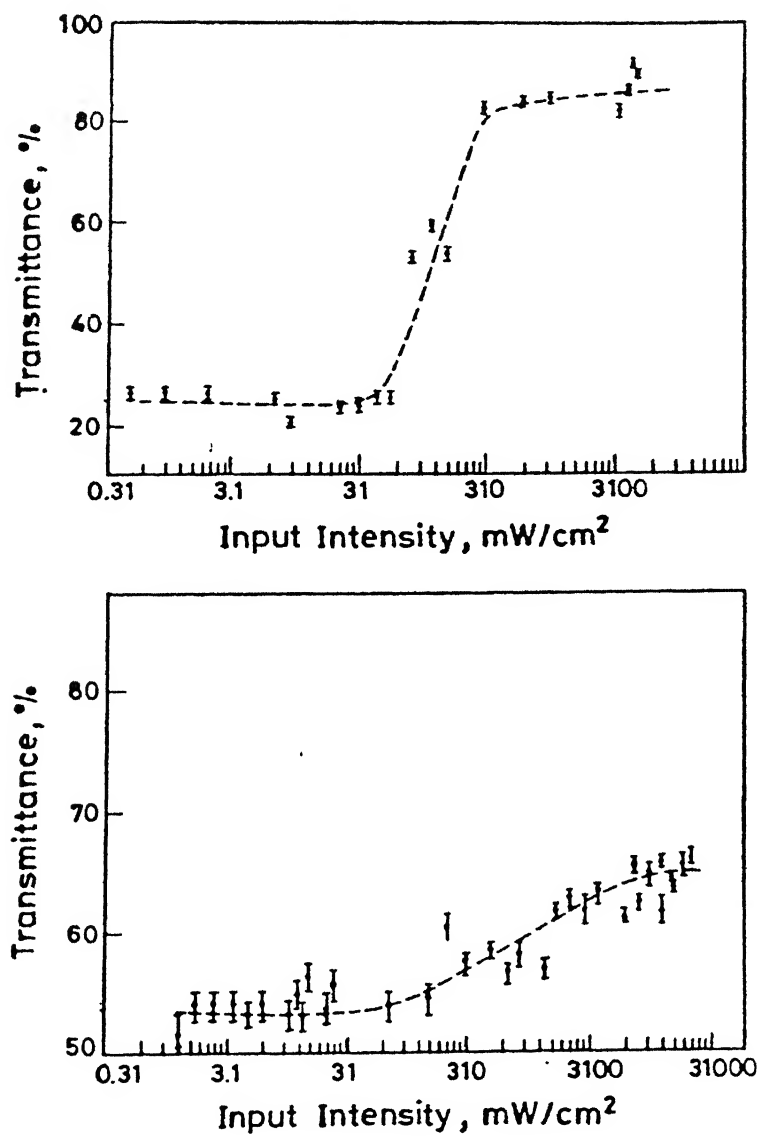 100
80
60
40
20
Transmittance, %
0.31 3.1 31 310 3100
Input Intensity, mW/cm²
80
70
60
50
Transmittance, %
0.31 3.1 31 310 3100 31000
Input Intensity, mW/cm²